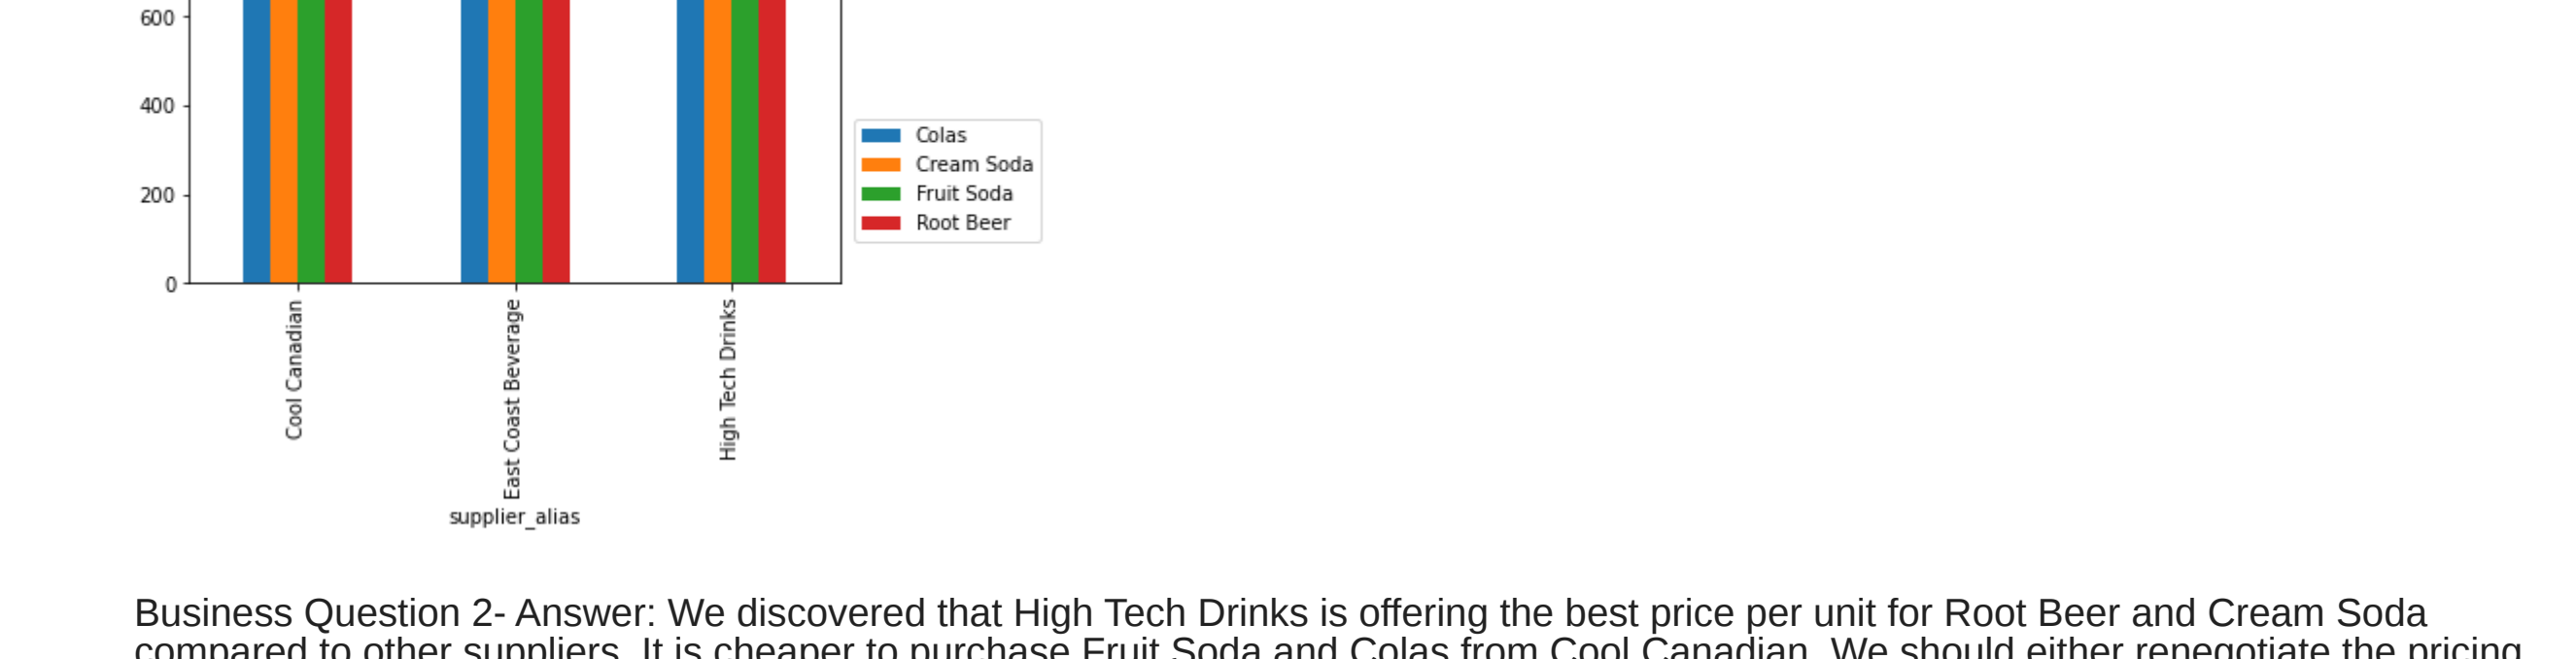 600
400
200
0
Colas
Cream Soda
Fruit Soda
Root Beer
Cool Canadian
East Coast Beverage
High Tech Drinks
supplier_alias
Business Question 2- Answer: We discovered that High Tech Drinks is offering the best price per unit for Root Beer and Cream Soda
compared to other suppliers. It is cheaper to purchase Fruit Soda and Colas from Cool Canadian. We should either renegotiate the pricing